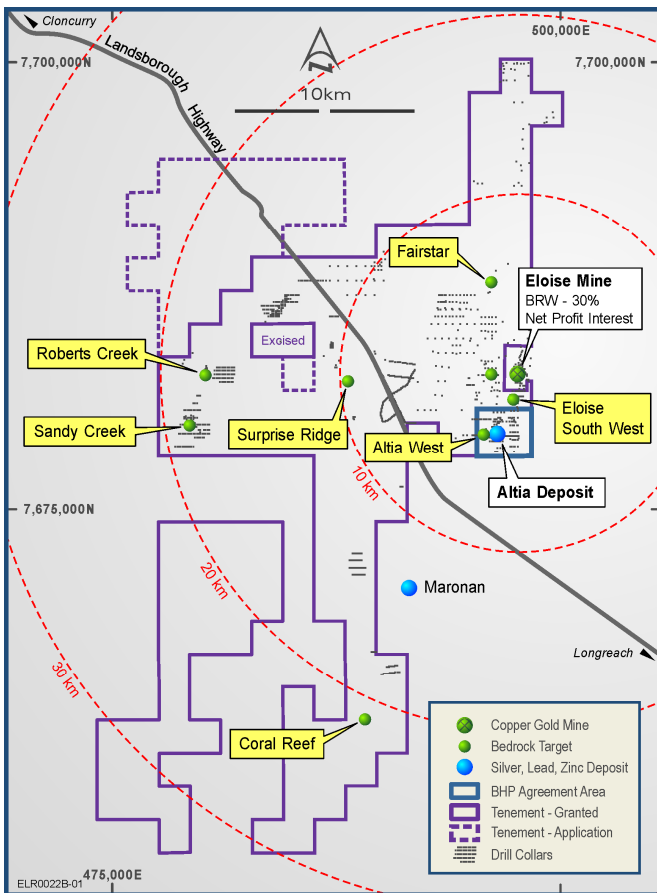 Cloncurry
500,000E
7,700,000N
7,700,000N
Landsborough
Highway
10km
Fairstar
Eloise Mine
BRW - 30%
Net Profit Interest
Excised
Roberts Creek
Sandy Creek
Surprise Ridge
Altia West
Eloise
South West
Altia Deposit
10 km
7,675,000N
Maronan
20 km
30 km
Longreach
Coral Reef
Copper Gold Mine
Bedrock Target
Silver, Lead, Zinc Deposit
BHP Agreement Area
Tenement - Granted
Tenement - Application
Drill Collars
ELR0022B-01
475,000E